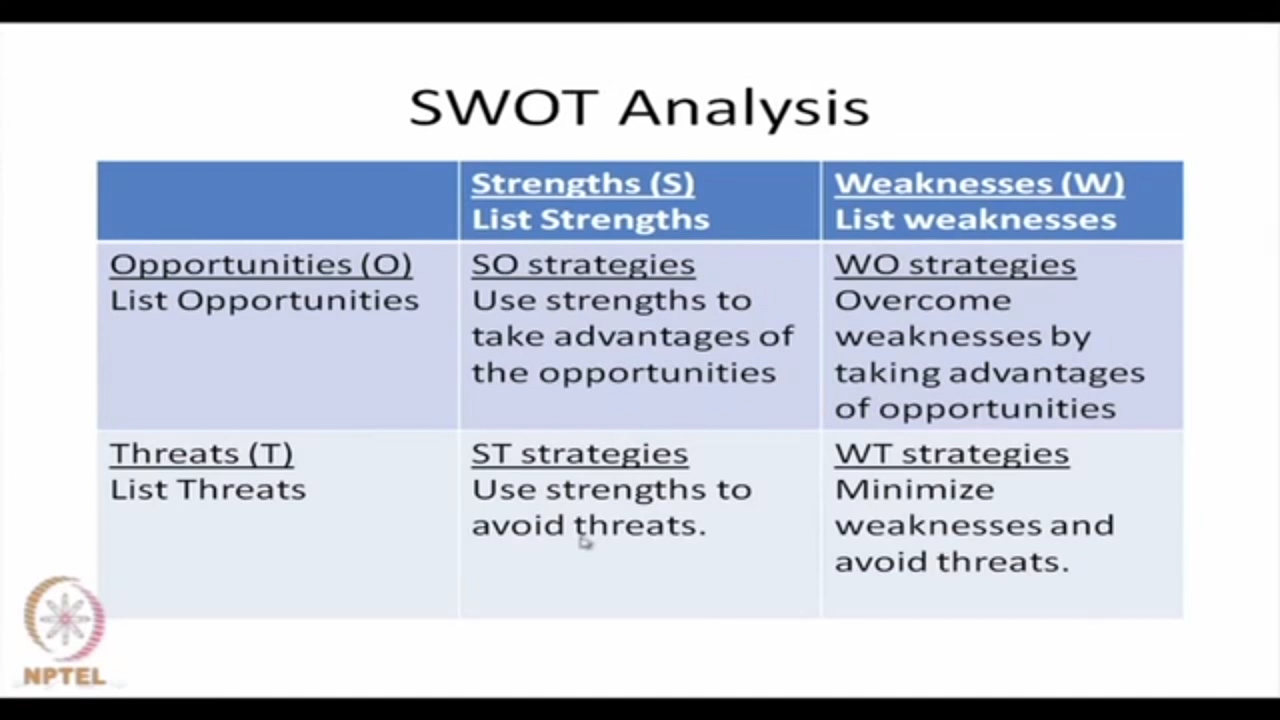 SWOT Analysis
Strengths (S)
List Strengths
Weaknesses (W)
List weaknesses
Opportunities (O)
List Opportunities
SO strategies
Use strengths to
take advantages of
the opportunities
WO strategies
Overcome
weaknesses by
taking advantages
of opportunities
Threats (T)
List Threats
ST strategies
Use strengths to
avoid threats.
WT strategies
Minimize
weaknesses and
avoid threats.
NPTEL